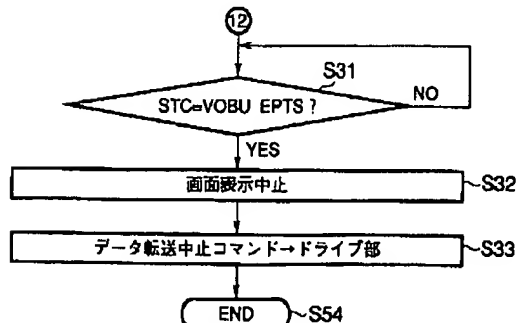 12
S31
STC=VOBU EPTS ?
NO
YES
画面表示中止
S32
データ転送中止コマンド→ドライブ部
S33
END
S54